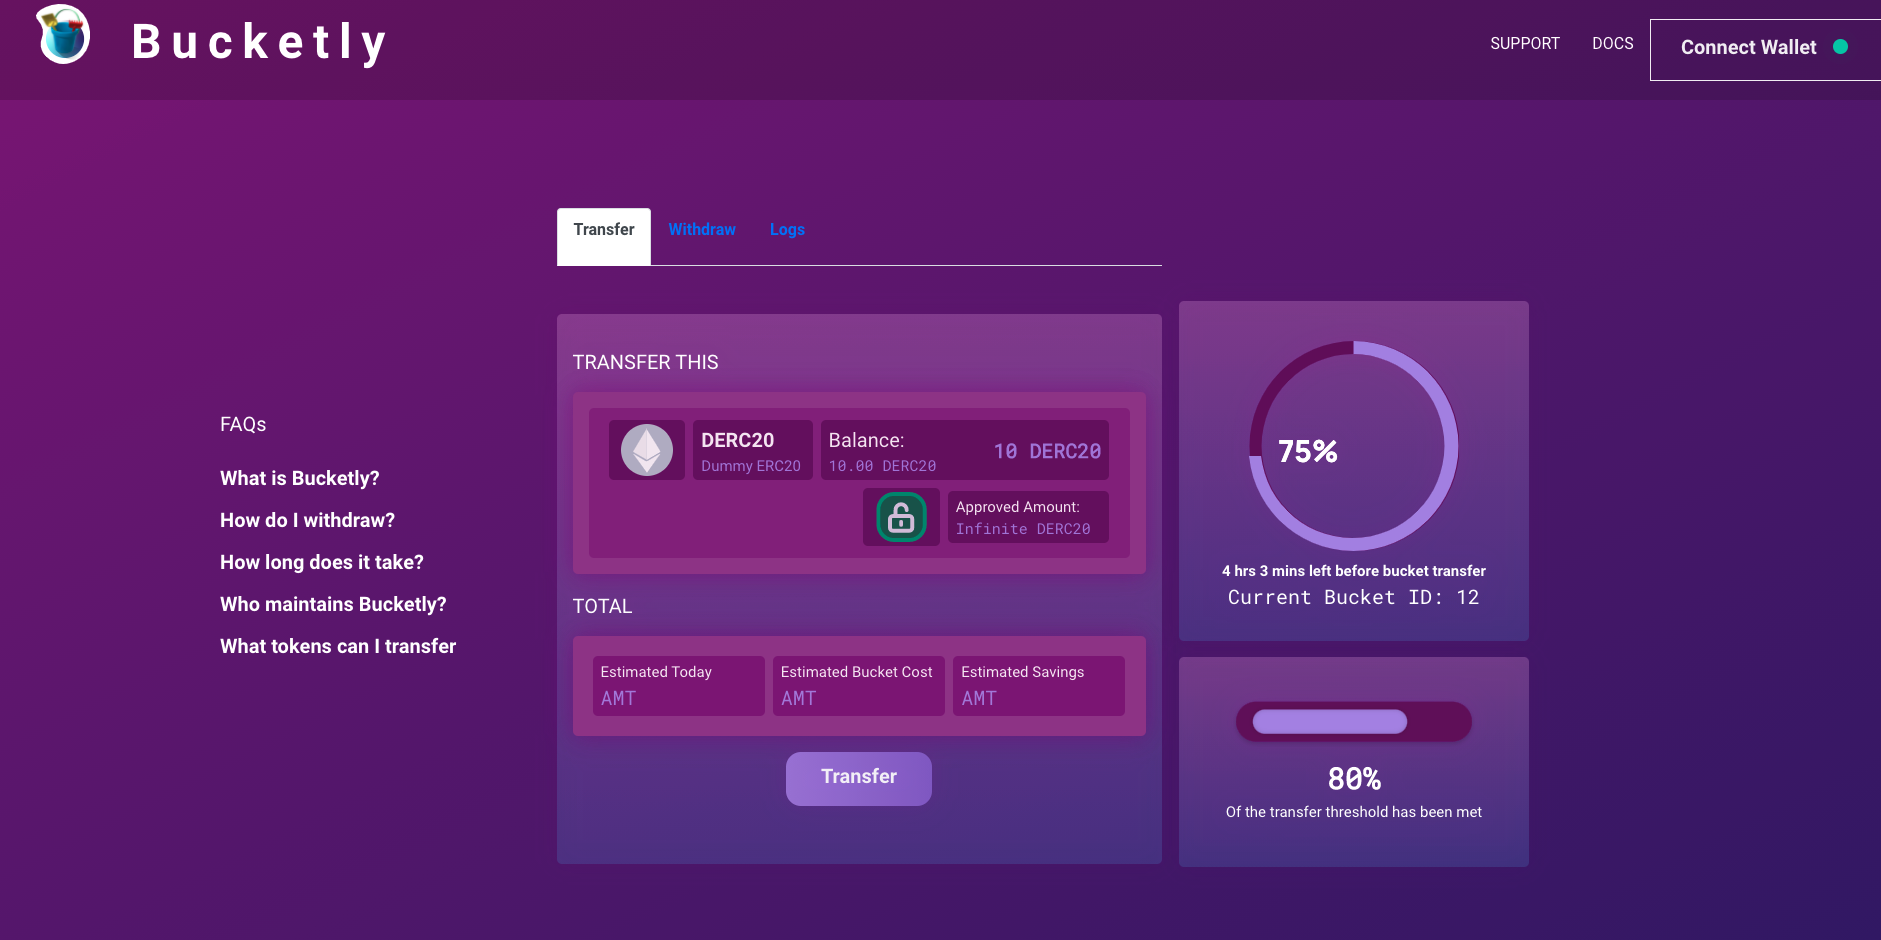 Bucketly
SUPPORT
DOCS
Connect Wallet
Transfer
Withdraw
Logs
FAQs
What is Bucketly?
How do I withdraw?
How long does it take?
Who maintains Bucketly?
What tokens can I transfer
TRANSFER THIS
DERC20
Dummy ERC20
Balance:
10.00 DERC20
10 DERC20
Approved Amount:
Infinite DERC20
TOTAL
Estimated Today
AMT
Estimated Bucket Cost
AMT
Estimated Savings
AMT
Transfer
75%
4 hrs 3 mins left before bucket transfer
Current Bucket ID: 12
80%
Of the transfer threshold has been met